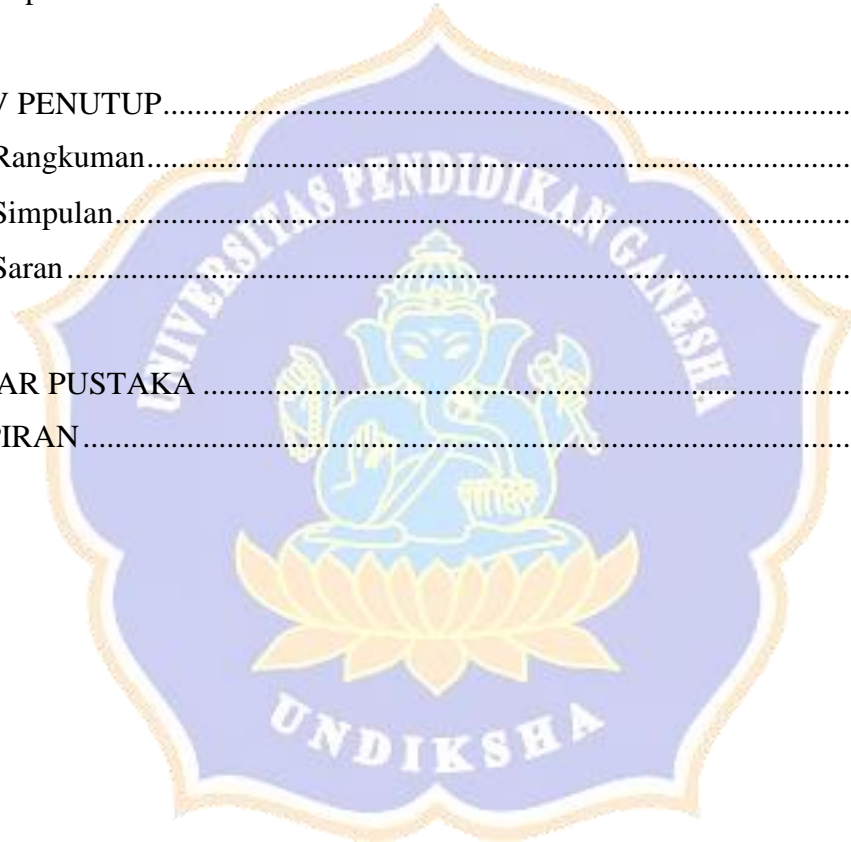 V PENUTUP..........................................................................................
Rangkuman............................................................................................
Simpulan................................................................................................
Saran......................................................................................................
AR PUSTAKA .....................................................................................
PIRAN...................................................................................................
UNIVERSITAS PENDIDIKAN GANESHA
UNDIKSHA